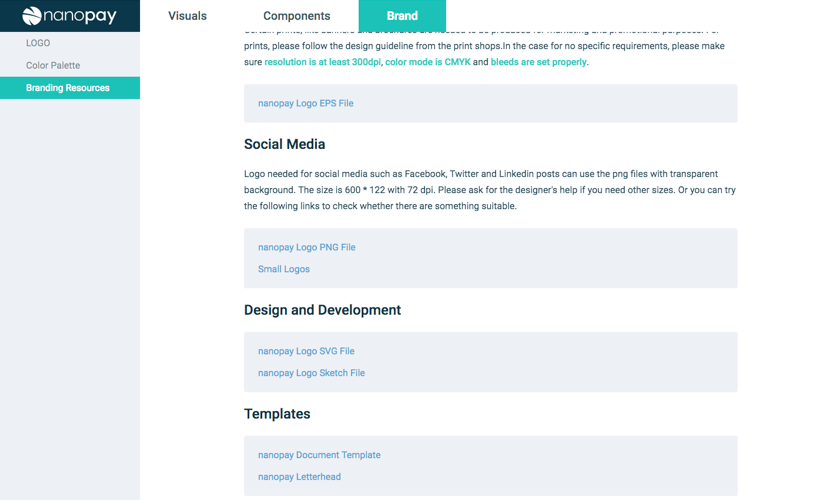 nanopay
Visuals
Components
Brand
LOGO
Color Palette
Branding Resources
prints, please follow the design guideline from the print shops.In the case for no specific requirements, please make
sure resolution is at least 300dpi, color mode is CMYK and bleeds are set properly.
nanopay Logo EPS File
Social Media
Logo needed for social media such as Facebook, Twitter and Linkedin posts can use the png files with transparent
background. The size is 600 * 122 with 72 dpi. Please ask for the designer's help if you need other sizes. Or you can try
the following links to check whether there are something suitable.
nanopay Logo PNG File
Small Logos
Design and Development
nanopay Logo SVG File
nanopay Logo Sketch File
Templates
nanopay Document Template
nanopay Letterhead